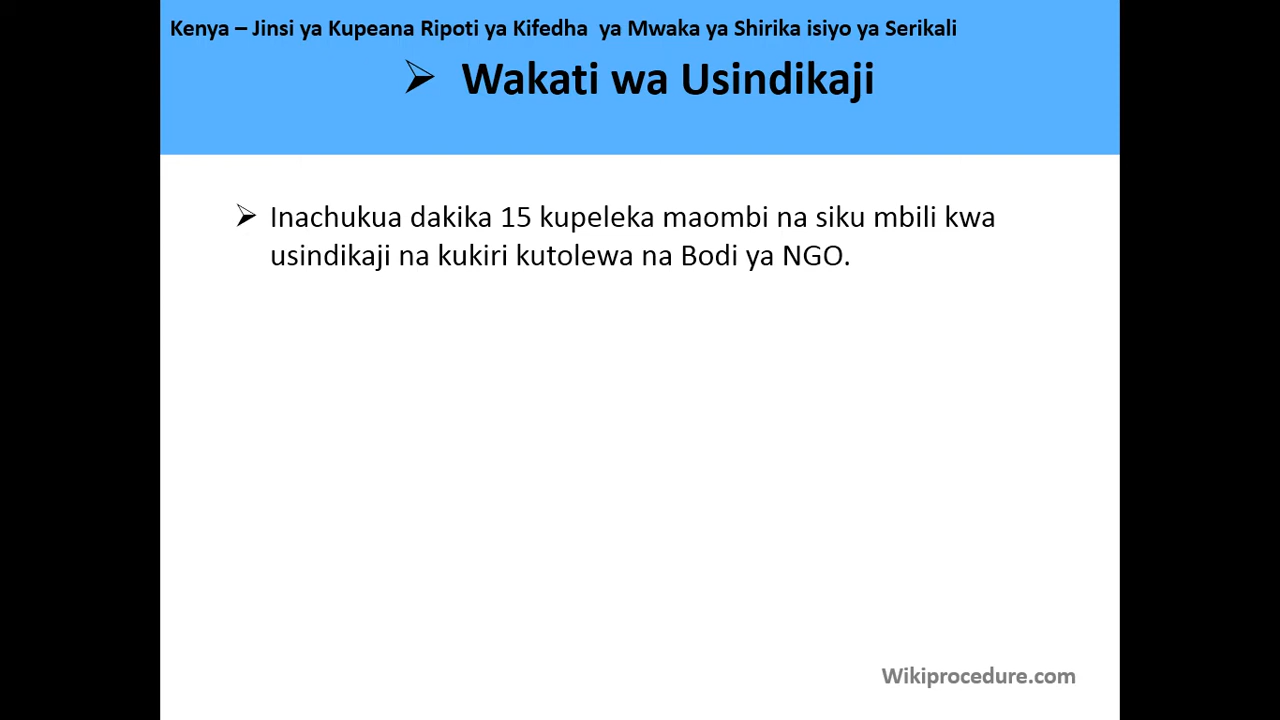 Kenya – Jinsi ya Kupeana Ripoti ya Kifedha ya Mwaka ya Shirika isiyo ya Serikali
➢ Wakati wa Usindikaji
➢ Inachukua dakika 15 kupeleka maombi na siku mbili kwa
usindikaji na kukiri kutolewa na Bodi ya NGO.
Wikiprocedure.com